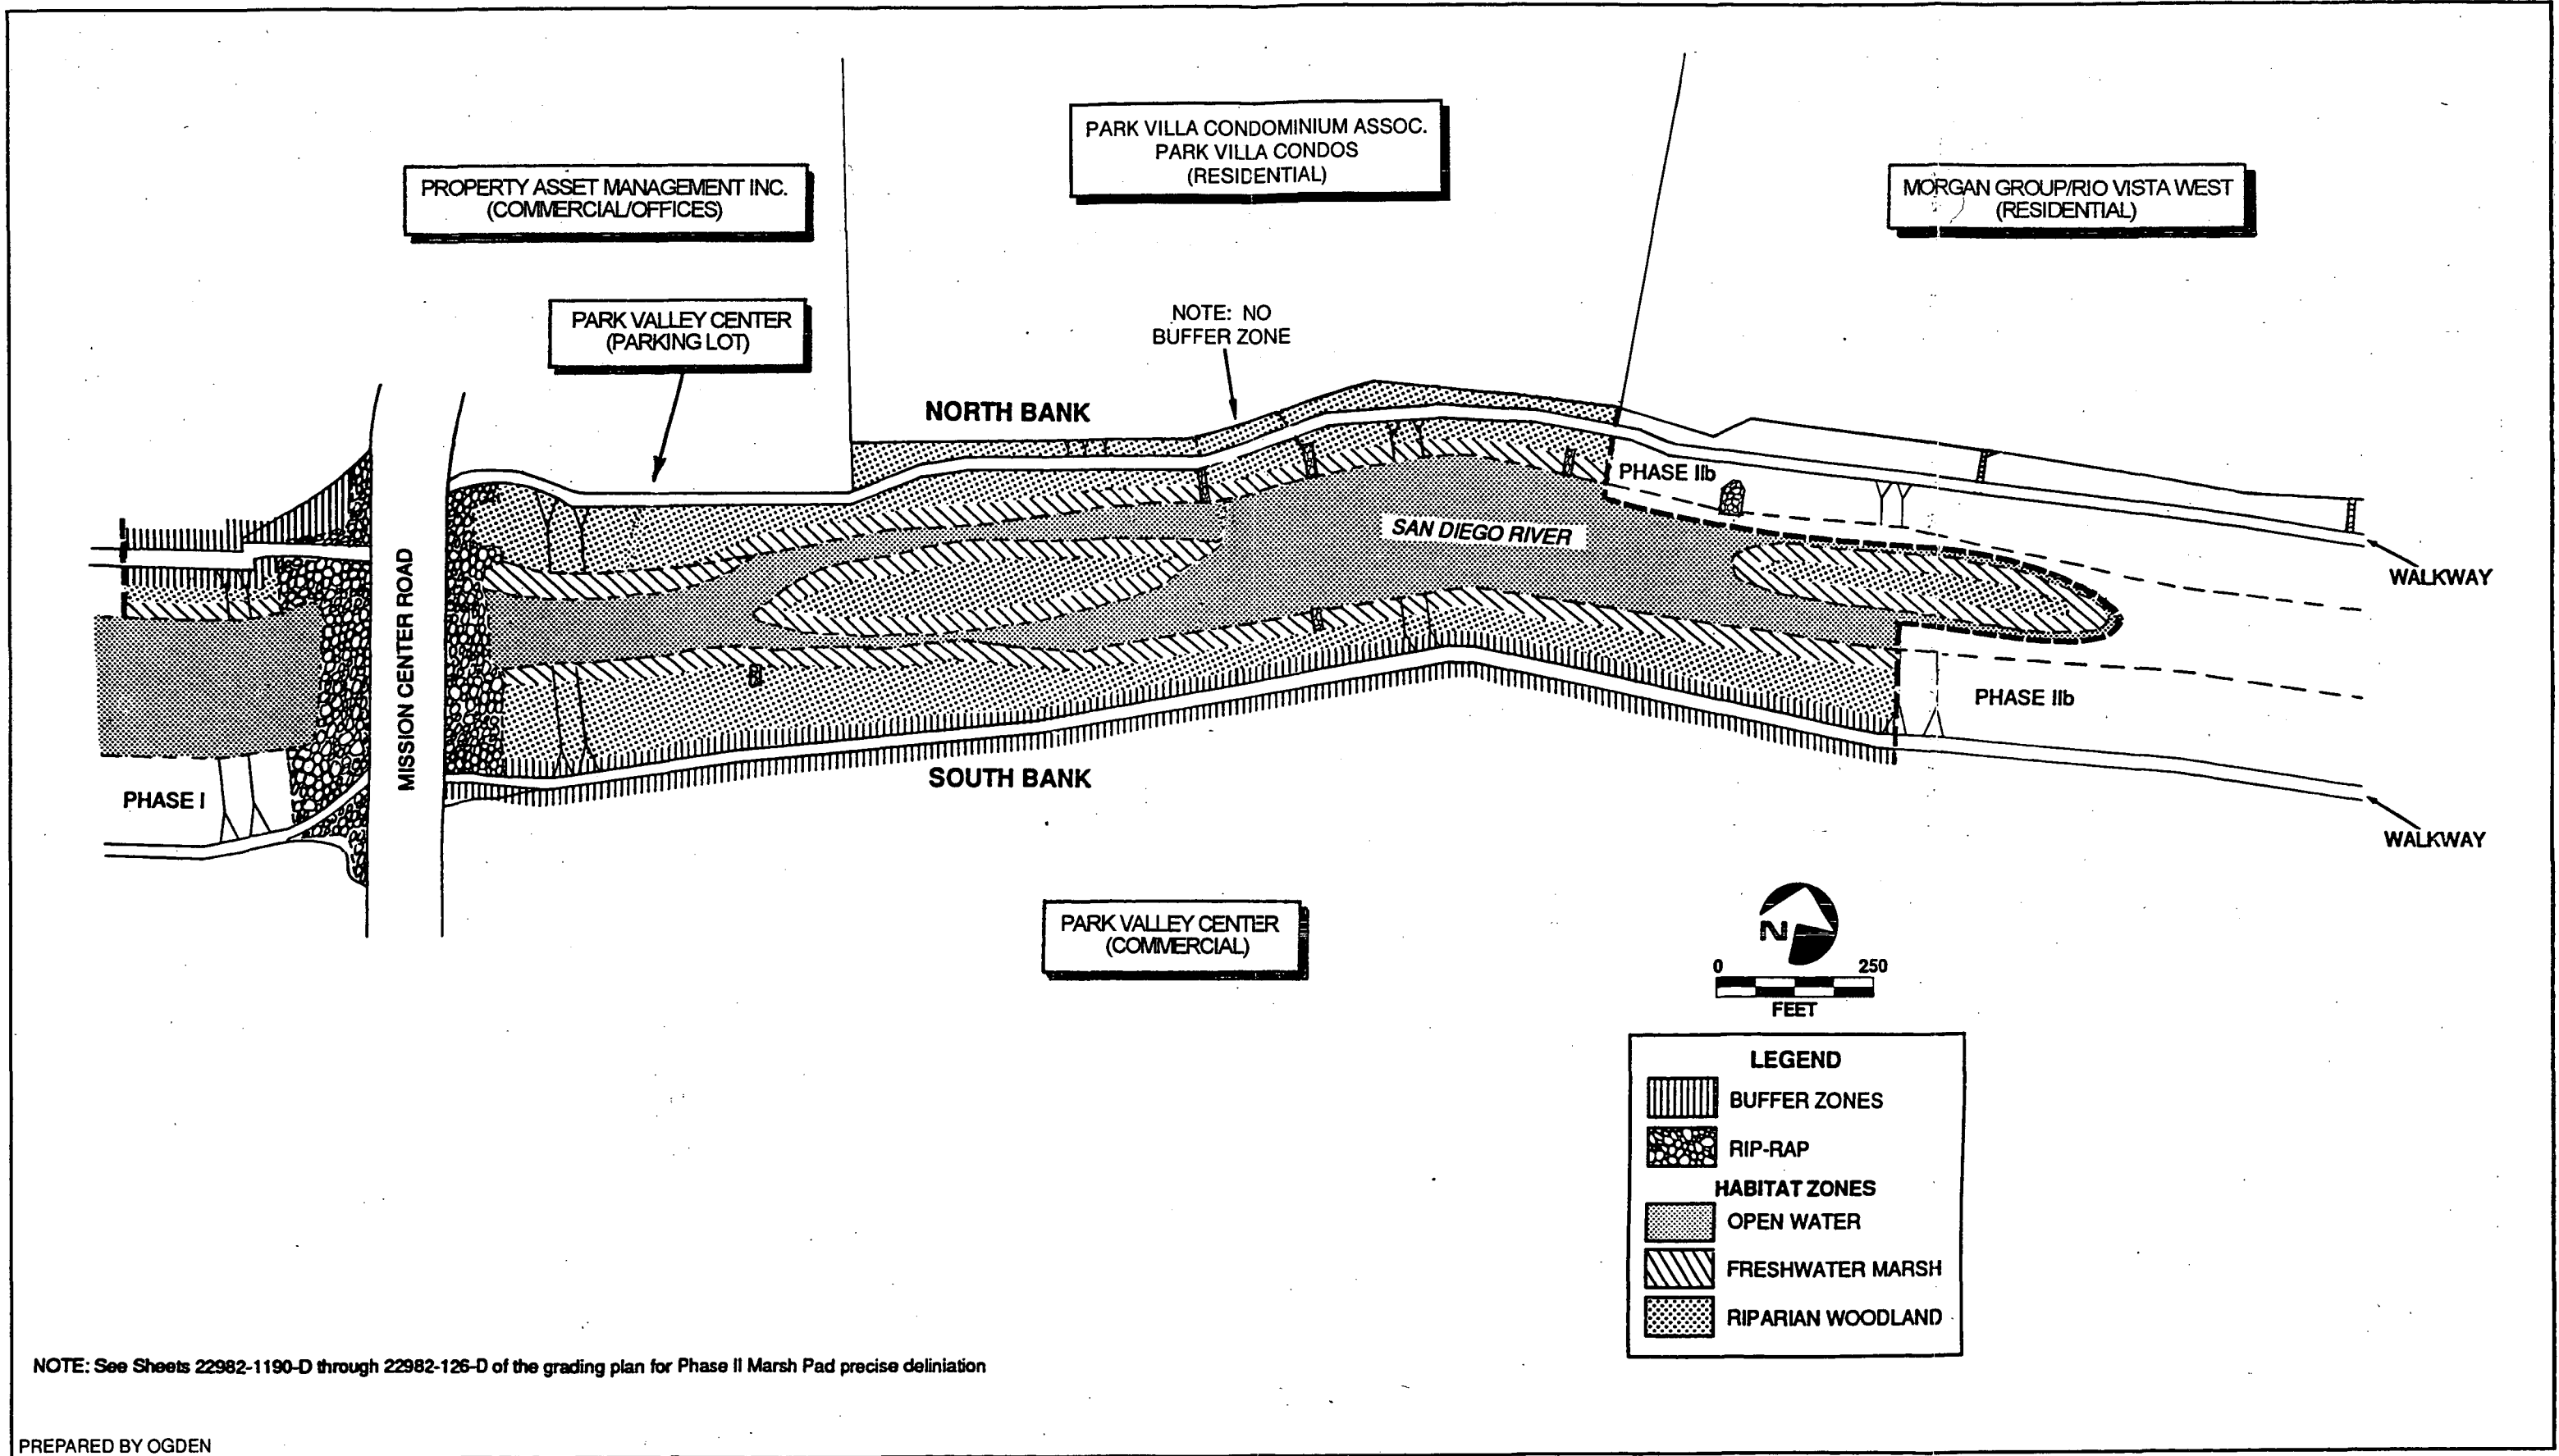 PARK VILLA CONDOMINIUM ASSOC.
PARK VILLA CONDOS
(RESIDENTIAL)
PROPERTY ASSET MANAGEMENT INC.
(COMMERCIAL/OFFICES)
MORGAN GROUP/RIO VISTA WEST
(RESIDENTIAL)
PARK VALLEY CENTER
(PARKING LOT)
NOTE: NO
BUFFER ZONE
NORTH BANK
PHASE IIb
SAN DIEGO RIVER
WALKWAY
MISSION CENTER ROAD
PHASE IIb
SOUTH BANK
PHASE I
WALKWAY
PARK VALLEY CENTER
(COMMERCIAL)
N
0 250
FEET
LEGEND
BUFFER ZONES
RIP-RAP
HABITAT ZONES
OPEN WATER
FRESHWATER MARSH
RIPARIAN WOODLAND
NOTE: See Sheets 22982-1190-D through 22982-126-D of the grading plan for Phase II Marsh Pad precise deliniation
PREPARED BY OGDEN